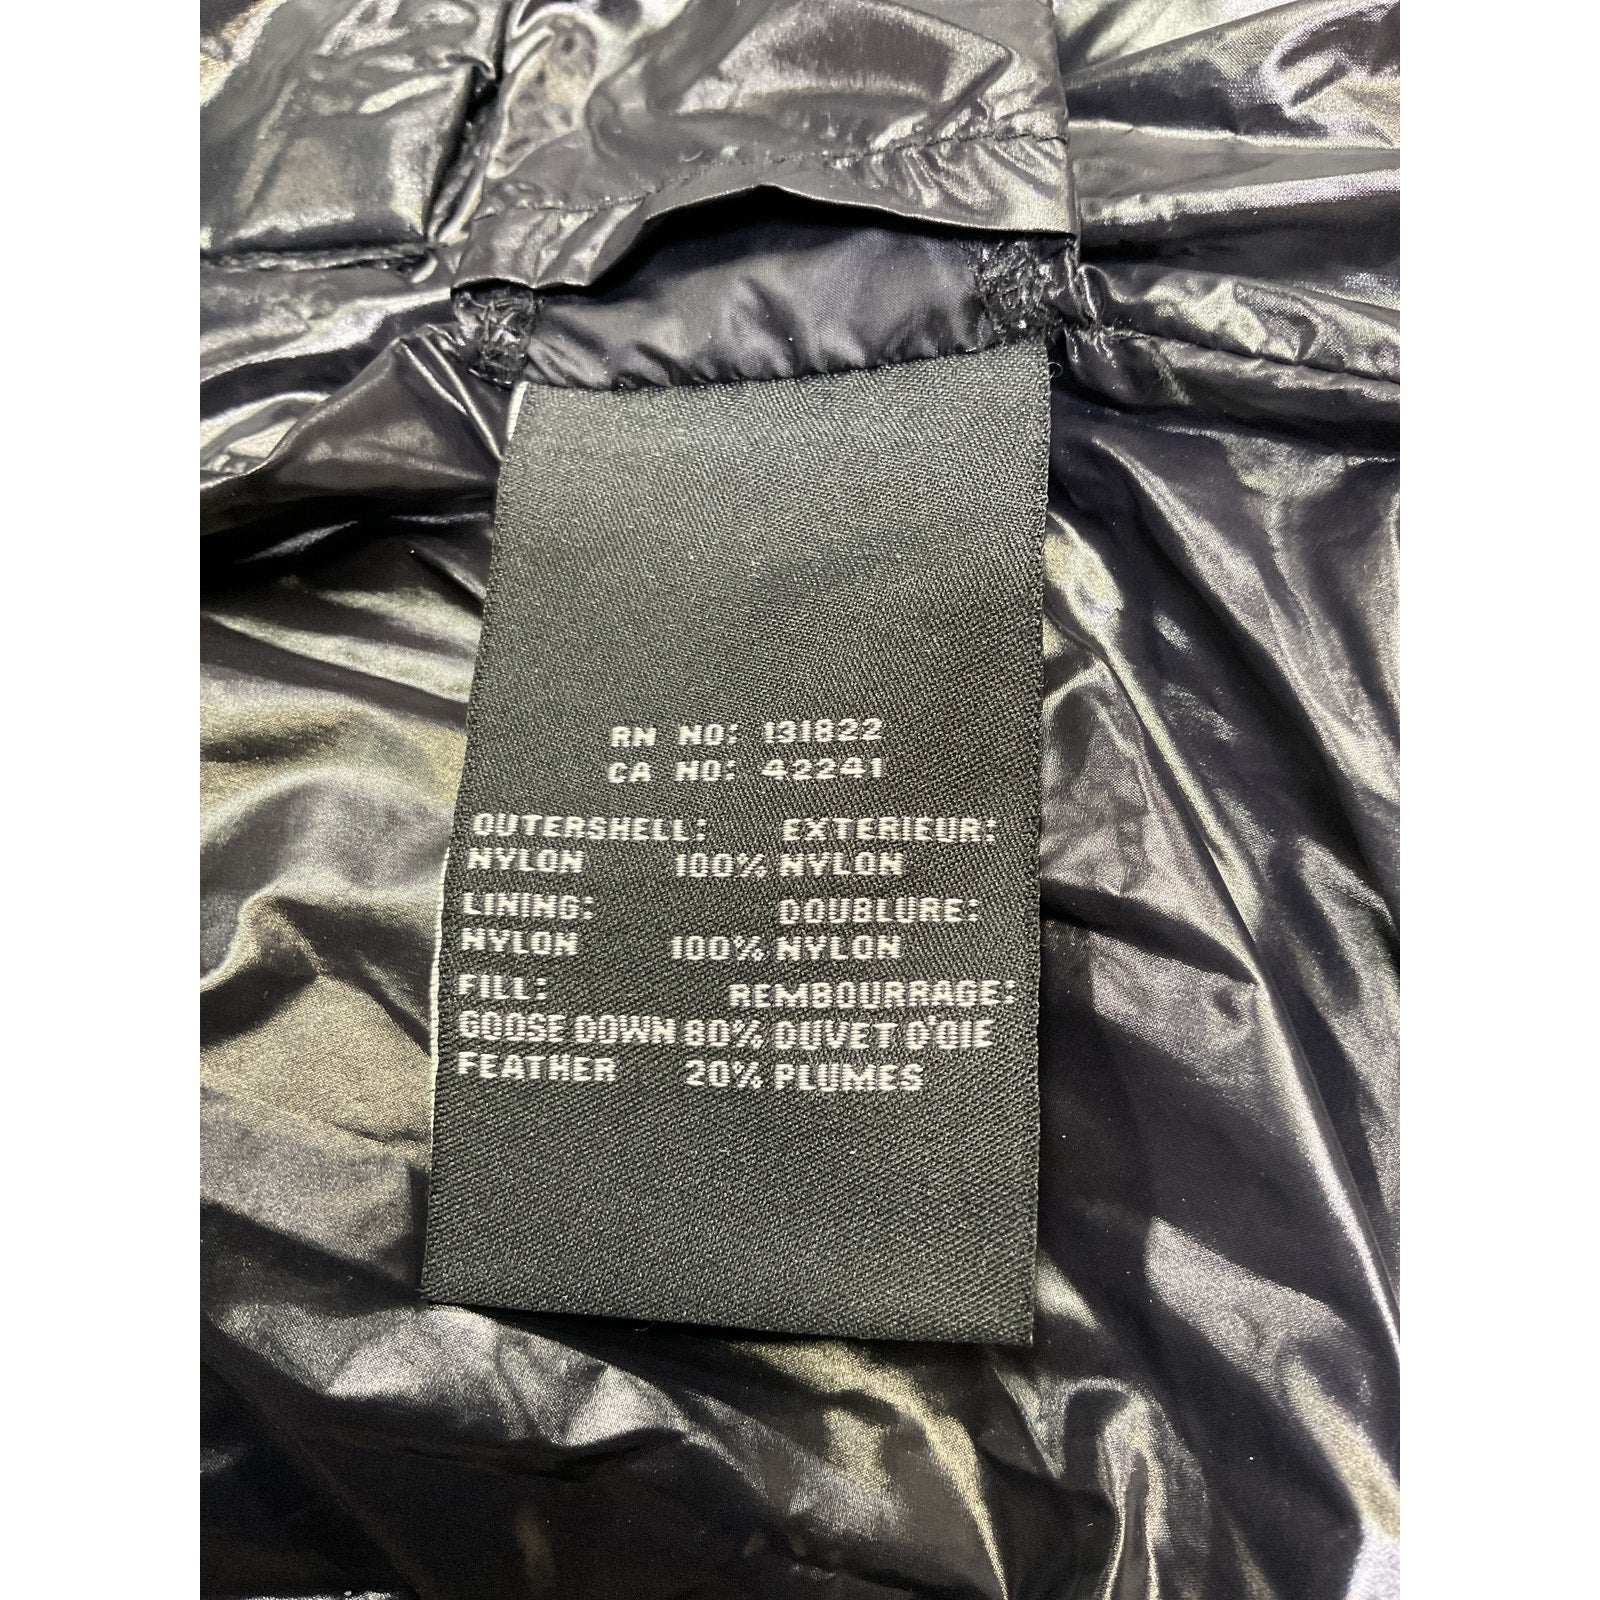 RN NO: 131822
CA NO: 42241
OUTERSHELL: EXTERIEUR:
NYLON 100% NYLON
LINING: DOUBLURE:
NYLON 100% NYLON
FILL: REMBOURRAGE:
GOOSE DOWN 80% DUVET D'OIE
FEATHER 20% PLUMES